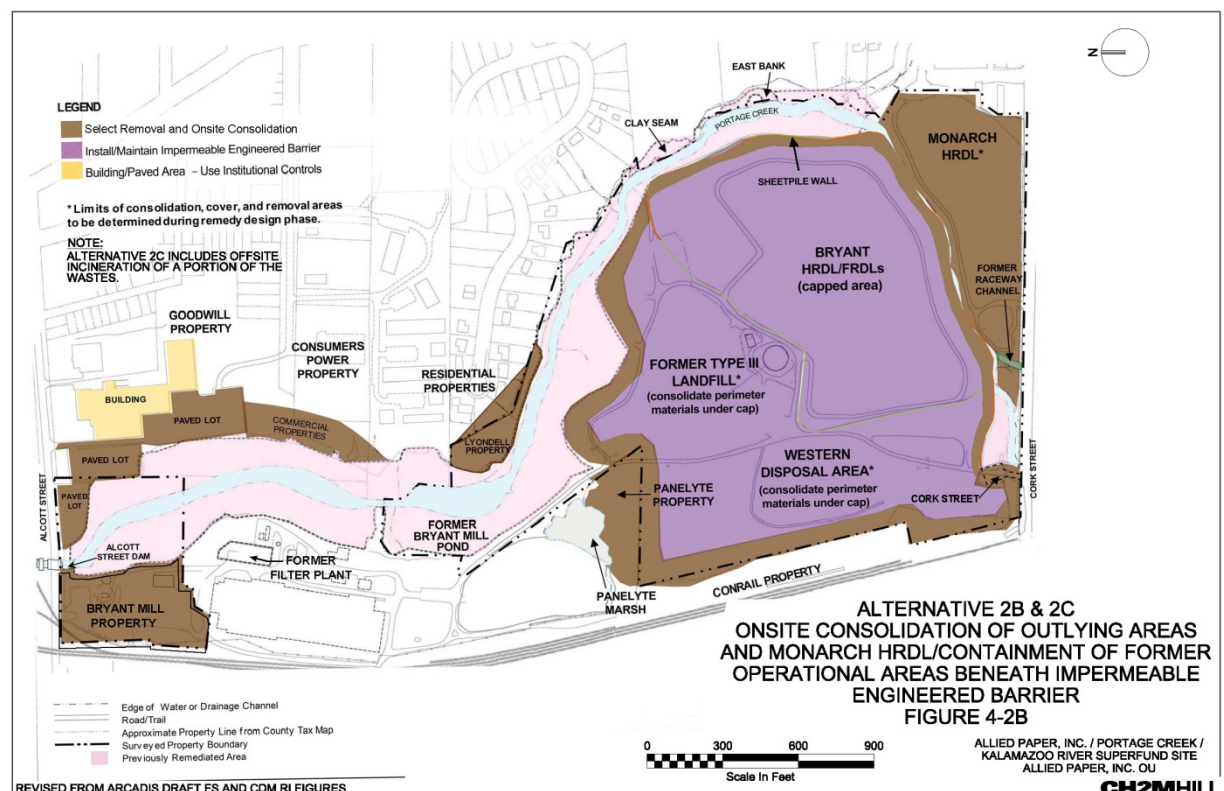 LEGEND
Select Removal and Onsite Consolidation
Install/Maintain Impermeable Engineered Barrier
Building/Paved Area – Use Institutional Controls
* Limits of consolidation, cover, and removal areas
to be determined during remedy design phase.
NOTE:
ALTERNATIVE 2C INCLUDES OFFSITE
INCINERATION OF A PORTION OF THE
WASTES.
N
EAST BANK
CLAY SEAM
PORTAGE CREEK
SHEETPILE WALL
MONARCH
HRDL*
BRYANT
HRDL/FRDLs
(capped area)
FORMER
RACEWAY
CHANNEL
GOODWILL
PROPERTY
CONSUMERS
POWER
PROPERTY
RESIDENTIAL
PROPERTIES
BUILDING
PAVED LOT
COMMERCIAL
PROPERTIES
PAVED LOT
PAVED
LOT
LYONDELL
PROPERTY
FORMER TYPE III
LANDFILL*
(consolidate perimeter
materials under cap)
WESTERN
DISPOSAL AREA*
(consolidate perimeter
materials under cap)
CORK STREET
CORK STREET
PANELYTE
PROPERTY
ALCOTT STREET
ALCOTT
STREET DAM
FORMER
BRYANT MILL
POND
FORMER
FILTER PLANT
BRYANT MILL
PROPERTY
PANELYTE
MARSH
CONRAIL PROPERTY
ALTERNATIVE 2B & 2C
ONSITE CONSOLIDATION OF OUTLYING AREAS
AND MONARCH HRDL/CONTAINMENT OF FORMER
OPERATIONAL AREAS BENEATH IMPERMEABLE
ENGINEERED BARRIER
FIGURE 4-2B
Edge of Water or Drainage Channel
Road/Trail
Approximate Property Line from County Tax Map
Surveyed Property Boundary
Previously Remediated Area
0 300 600 900
Scale In Feet
ALLIED PAPER, INC. / PORTAGE CREEK /
KALAMAZOO RIVER SUPERFUND SITE
ALLIED PAPER, INC. OU
REVISED FROM ARCADIS DRAFT FS AND CDM RI FIGURES
CH2MHILL